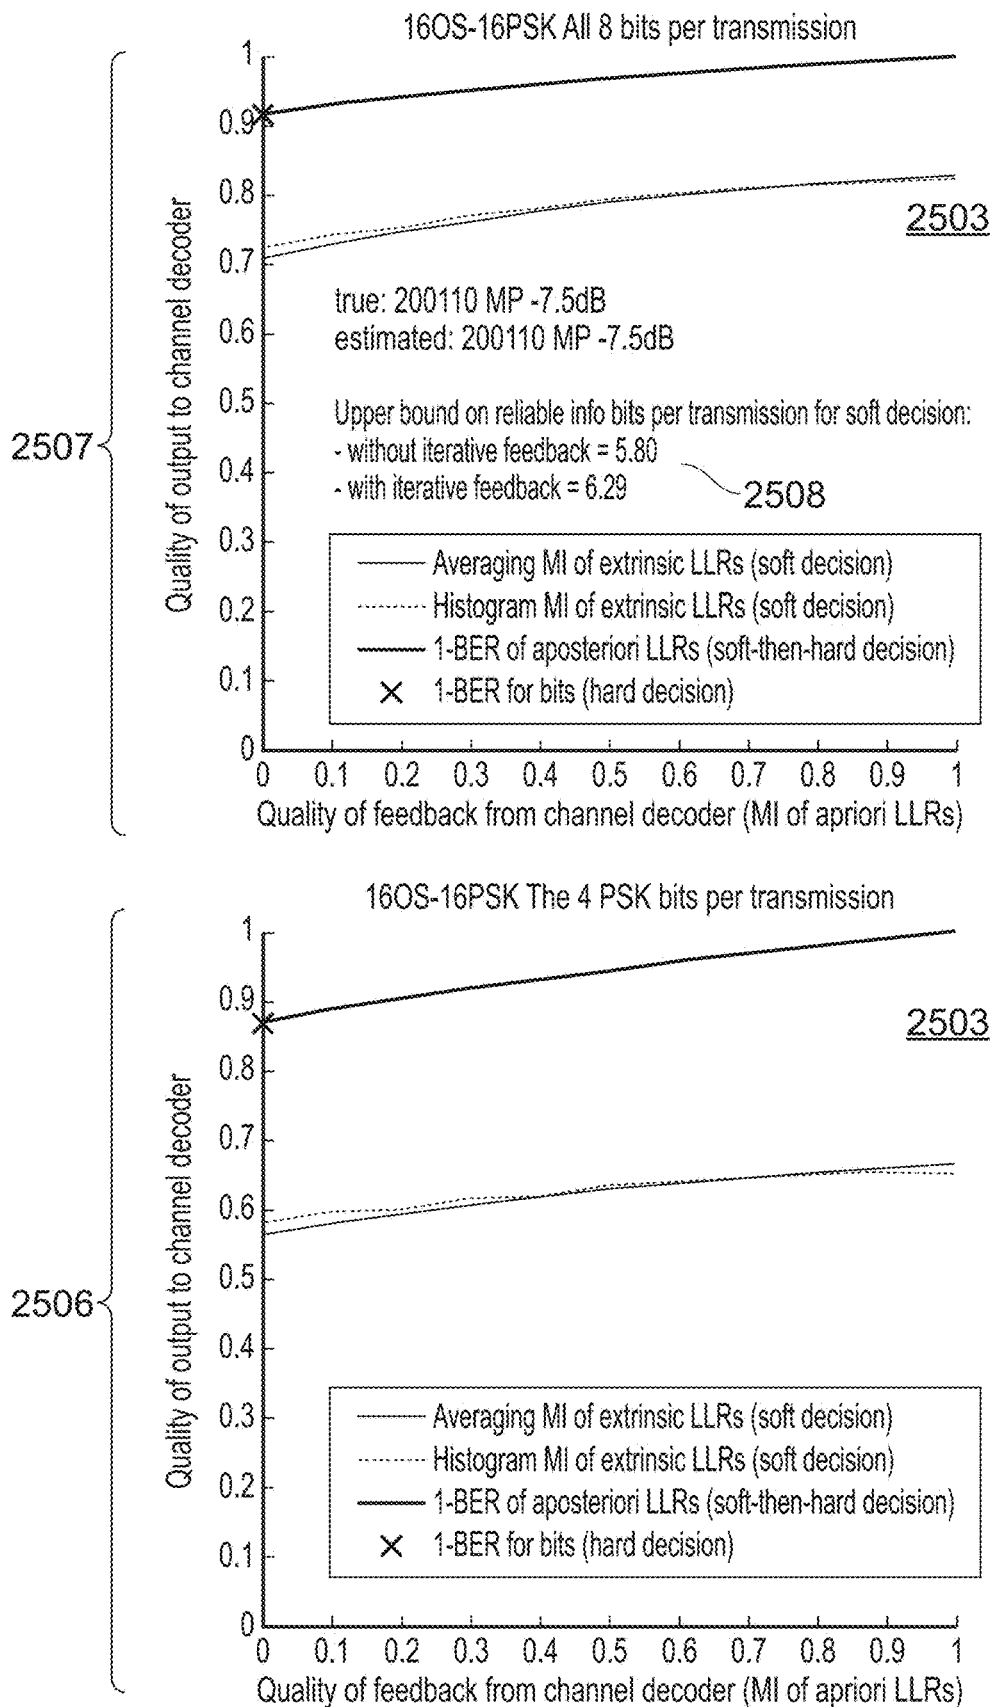 16OS-16PSK All 8 bits per transmission
1
0.9
0.8
0.7
0.6
0.5
0.4
0.3
0.2
0.1
0
Quality of output to channel decoder
2507
2503
true: 200110 MP -7.5dB
estimated: 200110 MP -7.5dB
Upper bound on reliable info bits per transmission for soft decision:
- without iterative feedback = 5.80
- with iterative feedback = 6.29
2508
Averaging MI of extrinsic LLRs (soft decision)
Histogram MI of extrinsic LLRs (soft decision)
1-BER of aposteriori LLRs (soft-then-hard decision)
1-BER for bits (hard decision)
0 0.1 0.2 0.3 0.4 0.5 0.6 0.7 0.8 0.9 1
Quality of feedback from channel decoder (MI of apriori LLRs)
16OS-16PSK The 4 PSK bits per transmission
1
0.9
0.8
0.7
0.6
0.5
0.4
0.3
0.2
0.1
0
Quality of output to channel decoder
2506
2503
Averaging MI of extrinsic LLRs (soft decision)
Histogram MI of extrinsic LLRs (soft decision)
1-BER of aposteriori LLRs (soft-then-hard decision)
1-BER for bits (hard decision)
0 0.1 0.2 0.3 0.4 0.5 0.6 0.7 0.8 0.9 1
Quality of feedback from channel decoder (MI of apriori LLRs)